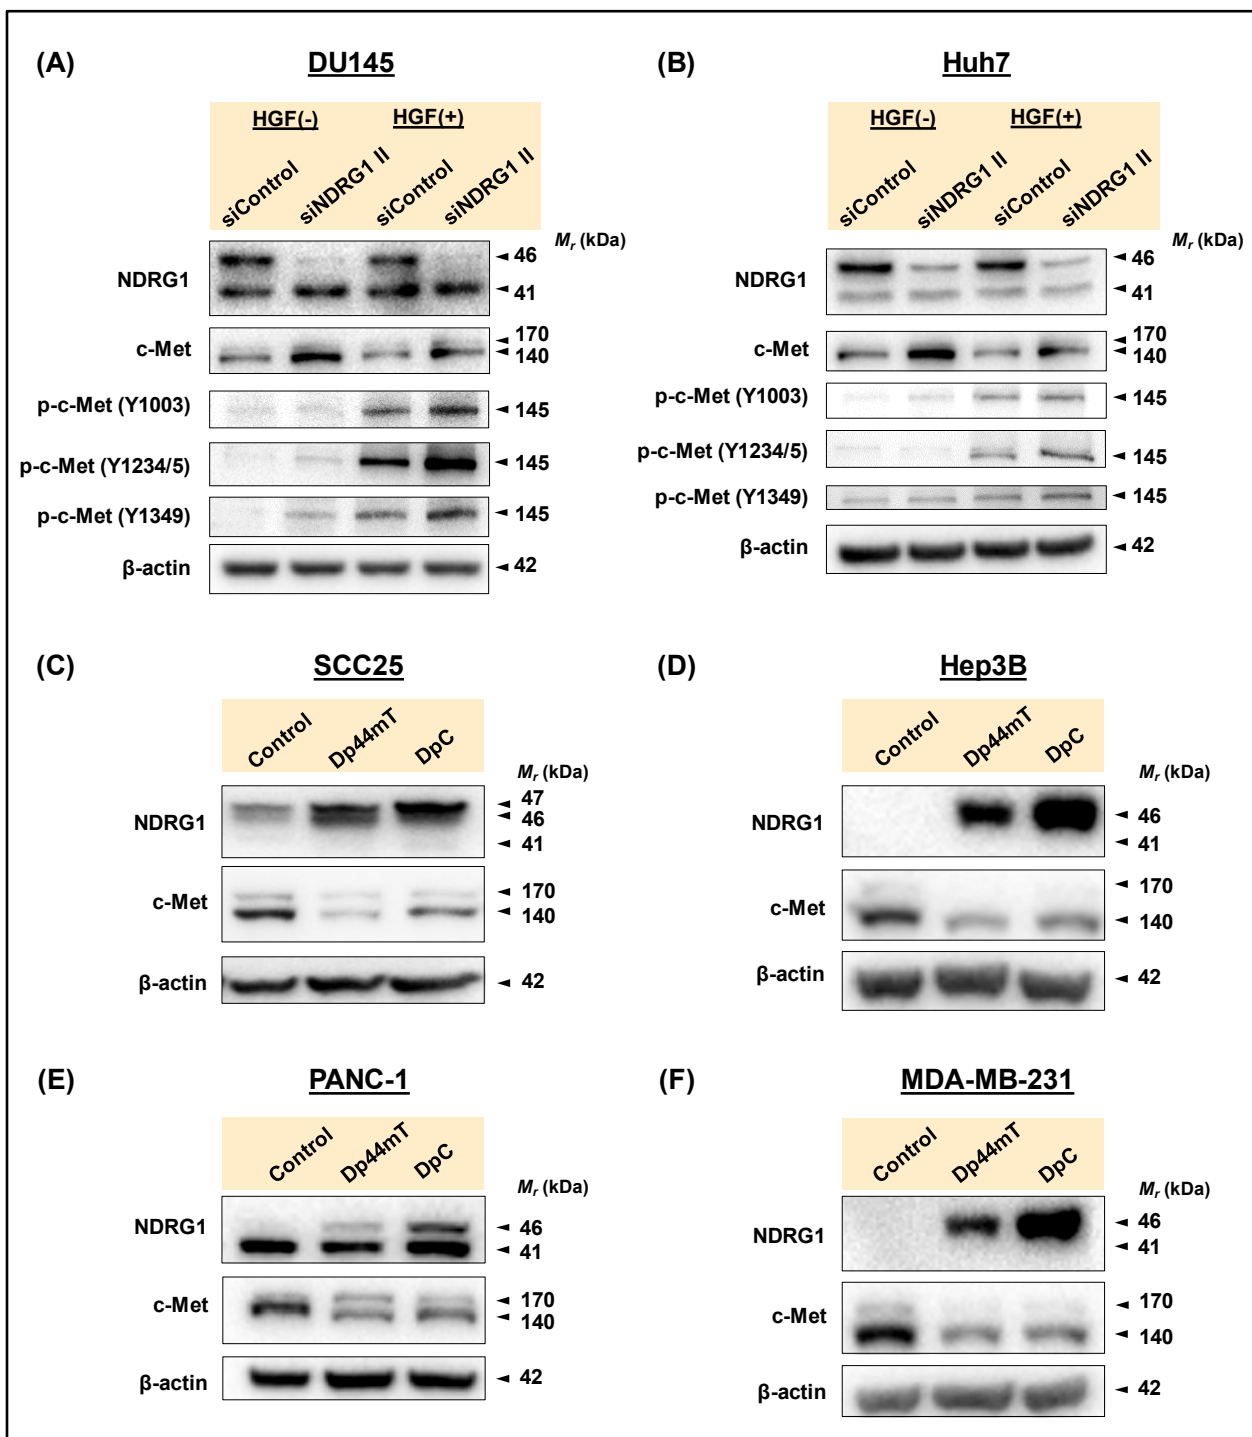 (A)
DU145
HGF(-)
HGF(+)
siControl
siNDRG1 II
siControl
siNDRG1 II
Mr (kDa)
NDRG1
◄ 46
◄ 41
c-Met
◄ 170
◄ 140
p-c-Met (Y1003)
◄ 145
p-c-Met (Y1234/5)
◄ 145
p-c-Met (Y1349)
◄ 145
β-actin
◄ 42
(B)
Huh7
HGF(-)
HGF(+)
siControl
siNDRG1 II
siControl
siNDRG1 II
Mr (kDa)
NDRG1
◄ 46
◄ 41
c-Met
◄ 170
◄ 140
p-c-Met (Y1003)
◄ 145
p-c-Met (Y1234/5)
◄ 145
p-c-Met (Y1349)
◄ 145
β-actin
◄ 42
(C)
SCC25
Control
Dp44mT
DpC
Mr (kDa)
NDRG1
◄ 47
◄ 46
◄ 41
c-Met
◄ 170
◄ 140
β-actin
◄ 42
(D)
Hep3B
Control
Dp44mT
DpC
Mr (kDa)
NDRG1
◄ 46
◄ 41
c-Met
◄ 170
◄ 140
β-actin
◄ 42
(E)
PANC-1
Control
Dp44mT
DpC
Mr (kDa)
NDRG1
◄ 46
◄ 41
c-Met
◄ 170
◄ 140
β-actin
◄ 42
(F)
MDA-MB-231
Control
Dp44mT
DpC
Mr (kDa)
NDRG1
◄ 46
◄ 41
c-Met
◄ 170
◄ 140
β-actin
◄ 42